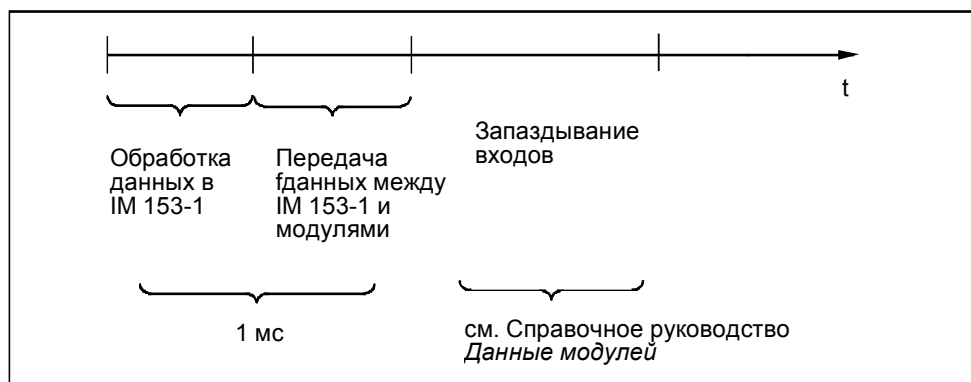 t
Обработка
данных в
IM 153-1
Передача
fданных между
IM 153-1 и
модулями
Запаздывание
входов
1 мс
см. Справочное руководство
Данные модулей